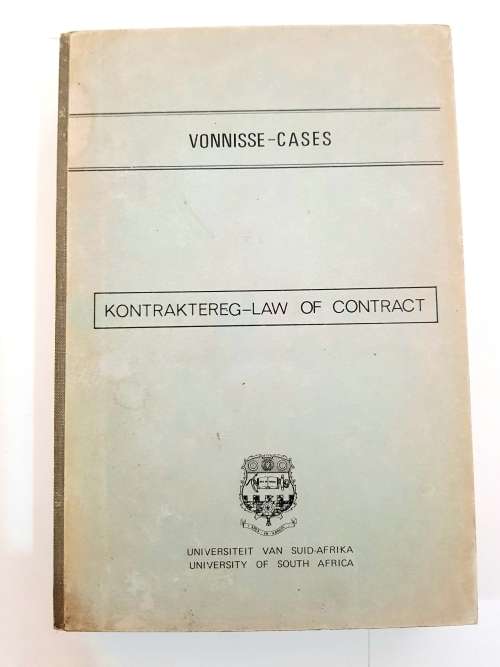 VONNISSE-CASES
KONTRAKTEREG-LAW OF CONTRACT
UNIVERSITEIT VAN SUID-AFRIKA
UNIVERSITY OF SOUTH AFRICA